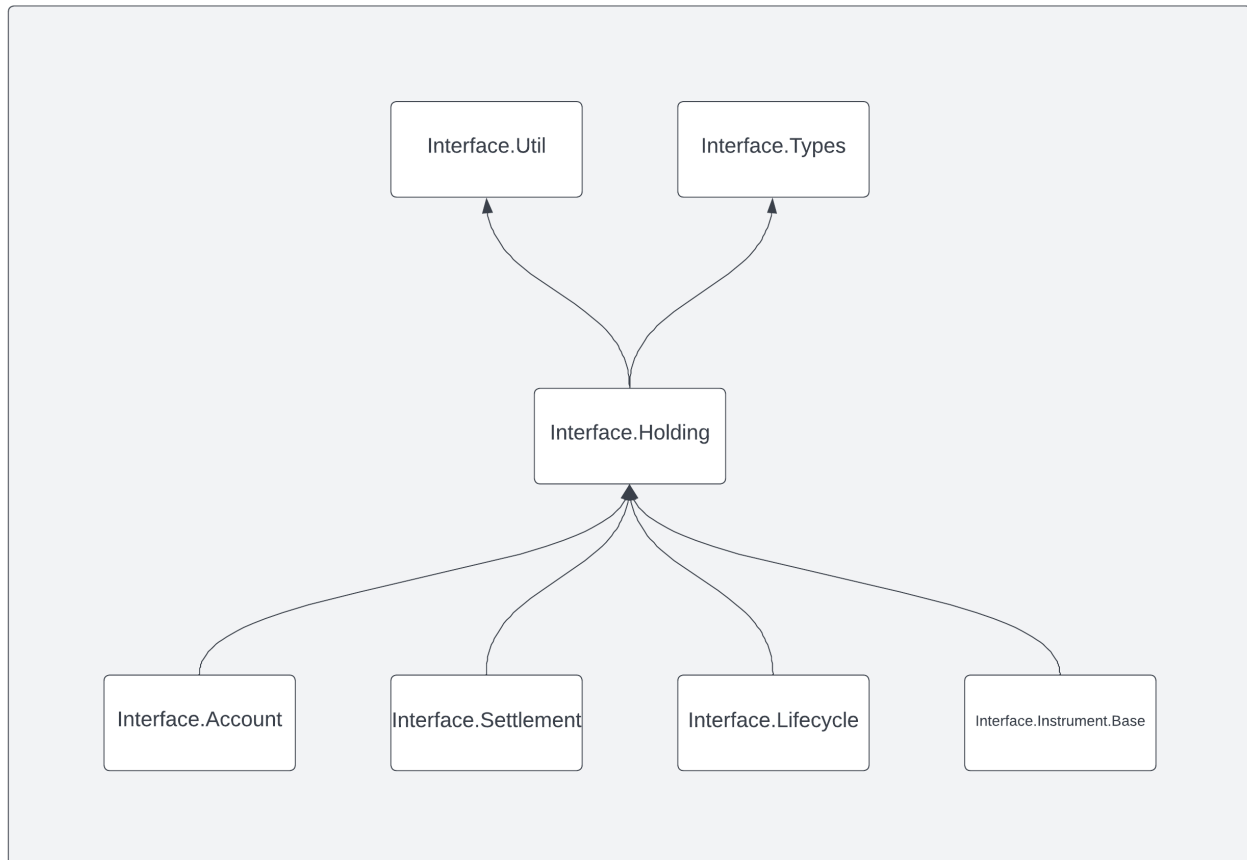 Interface.Util
Interface.Types
Interface.Holding
Interface.Account
Interface.Settlement
Interface.Lifecycle
Interface.Instrument.Base